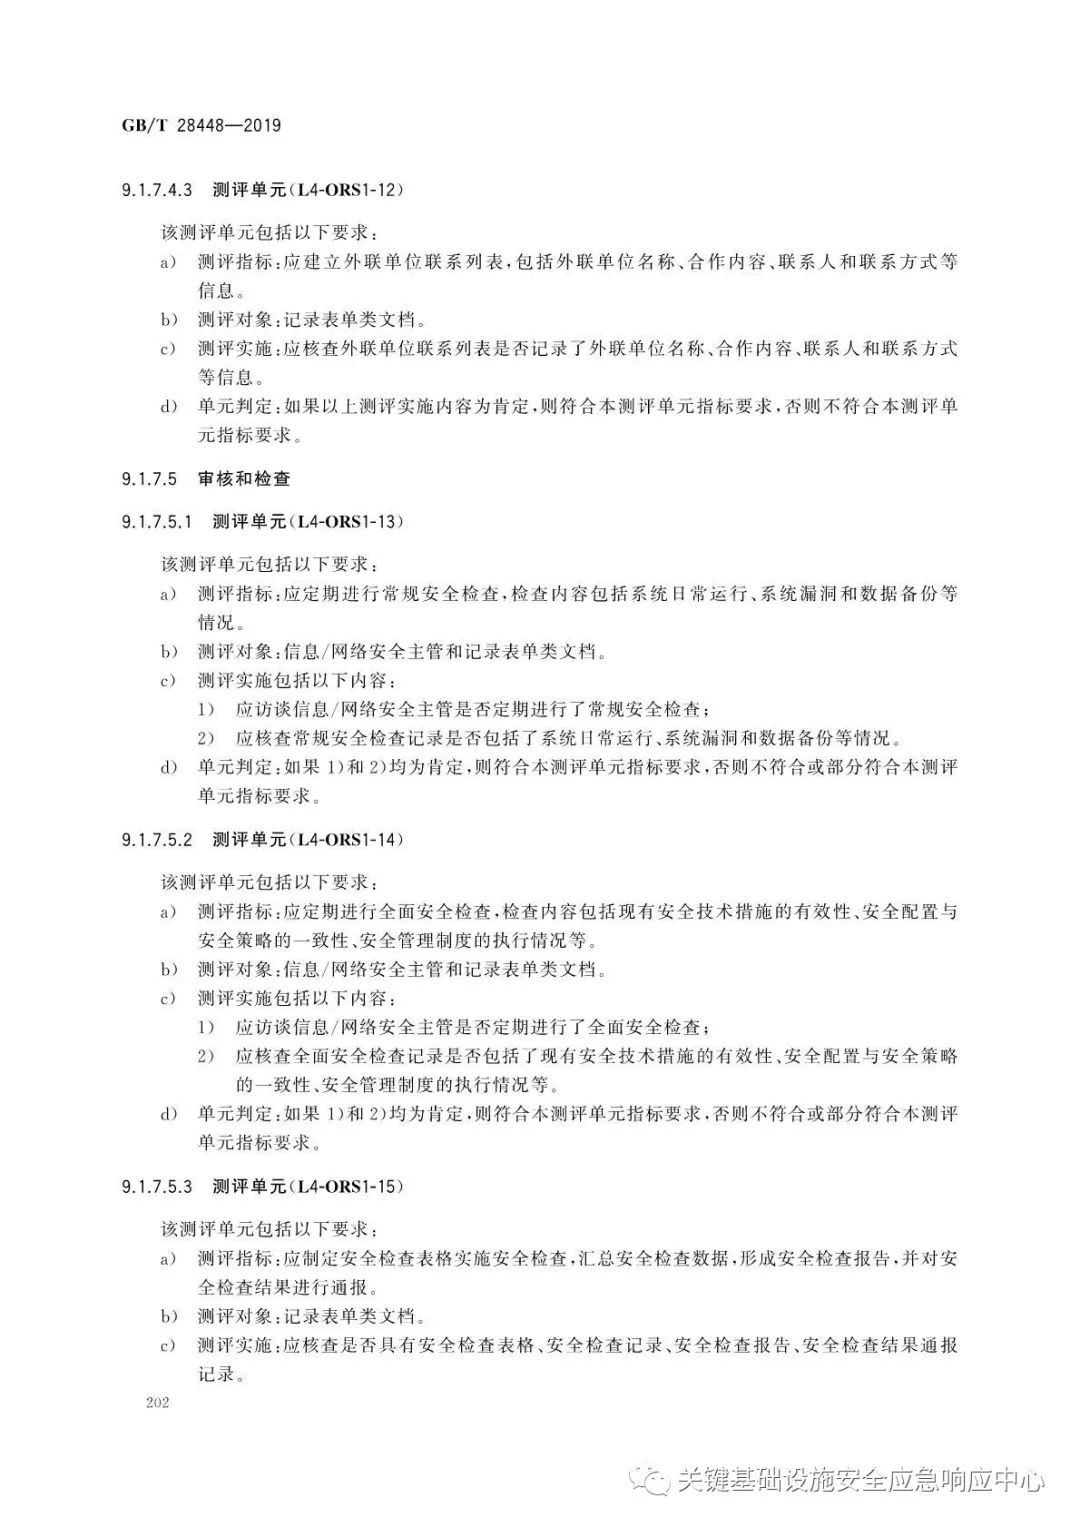 GB/T 28448—2019
9.1.7.4.3 测评单元(L4-ORS1-12)
该测评单元包括以下要求:
a) 测评指标:应建立外联单位联系列表,包括外联单位名称、合作内容、联系人和联系方式等
信息。
b) 测评对象:记录表单类文档。
c) 测评实施:应核查外联单位联系列表是否记录了外联单位名称、合作内容、联系人和联系方式
等信息。
d) 单元判定:如果以上测评实施内容为肯定,则符合本测评单元指标要求,否则不符合本测评单
元指标要求。
9.1.7.5 审核和检查
9.1.7.5.1 测评单元(L4-ORS1-13)
该测评单元包括以下要求:
a) 测评指标:应定期进行常规安全检查,检查内容包括系统日常运行、系统漏洞和数据备份等
情况。
b) 测评对象:信息/网络安全主管和记录表单类文档。
c) 测评实施包括以下内容:
1) 应访谈信息/网络安全主管是否定期进行了常规安全检查;
2) 应核查常规安全检查记录是否包括了系统日常运行、系统漏洞和数据备份等情况。
d) 单元判定:如果 1)和 2)均为肯定,则符合本测评单元指标要求,否则不符合或部分符合本测评
单元指标要求。
9.1.7.5.2 测评单元(L4-ORS1-14)
该测评单元包括以下要求:
a) 测评指标:应定期进行全面安全检查,检查内容包括现有安全技术措施的有效性、安全配置与
安全策略的一致性、安全管理制度的执行情况等。
b) 测评对象:信息/网络安全主管和记录表单类文档。
c) 测评实施包括以下内容:
1) 应访谈信息/网络安全主管是否定期进行了全面安全检查;
2) 应核查全面安全检查记录是否包括了现有安全技术措施的有效性、安全配置与安全策略
的一致性、安全管理制度的执行情况等。
d) 单元判定:如果 1)和 2)均为肯定,则符合本测评单元指标要求,否则不符合或部分符合本测评
单元指标要求。
9.1.7.5.3 测评单元(L4-ORS1-15)
该测评单元包括以下要求:
a) 测评指标:应制定安全检查表格实施安全检查,汇总安全检查数据,形成安全检查报告,并对安
全检查结果进行通报。
b) 测评对象:记录表单类文档。
c) 测评实施:应核查是否具有安全检查表格、安全检查记录、安全检查报告、安全检查结果通报
记录。
202
关键基础设施安全应急响应中心